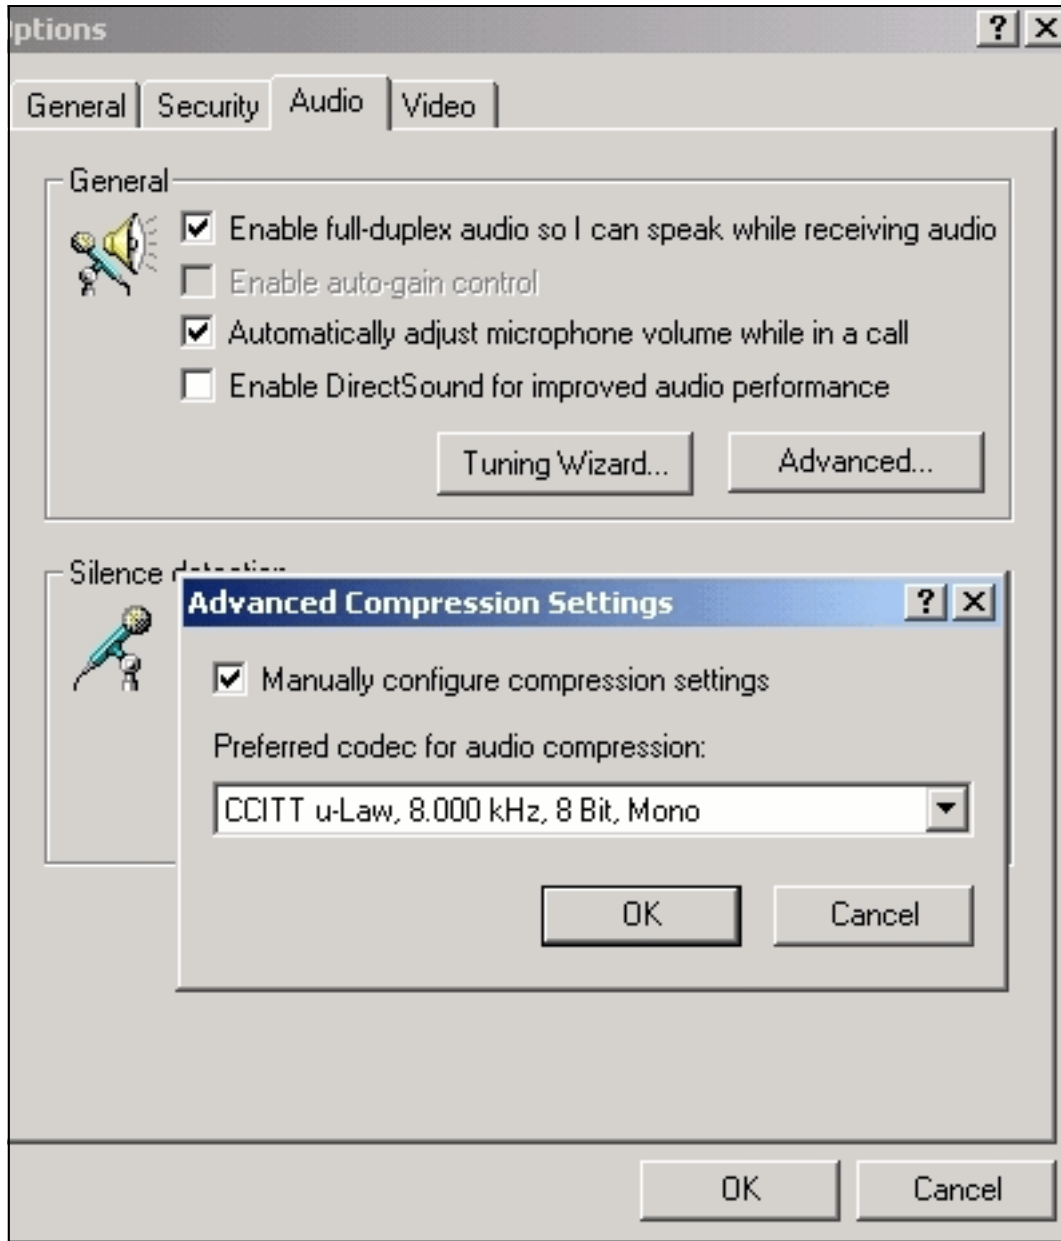 ptions
General Security Audio Video
General
Enable full-duplex audio so I can speak while receiving audio
Enable auto-gain control
Automatically adjust microphone volume while in a call
Enable DirectSound for improved audio performance
Tuning Wizard... Advanced...
Silence detection
Advanced Compression Settings
Manually configure compression settings
Preferred codec for audio compression:
CCITT u-Law, 8.000 kHz, 8 Bit, Mono
OK Cancel
OK Cancel